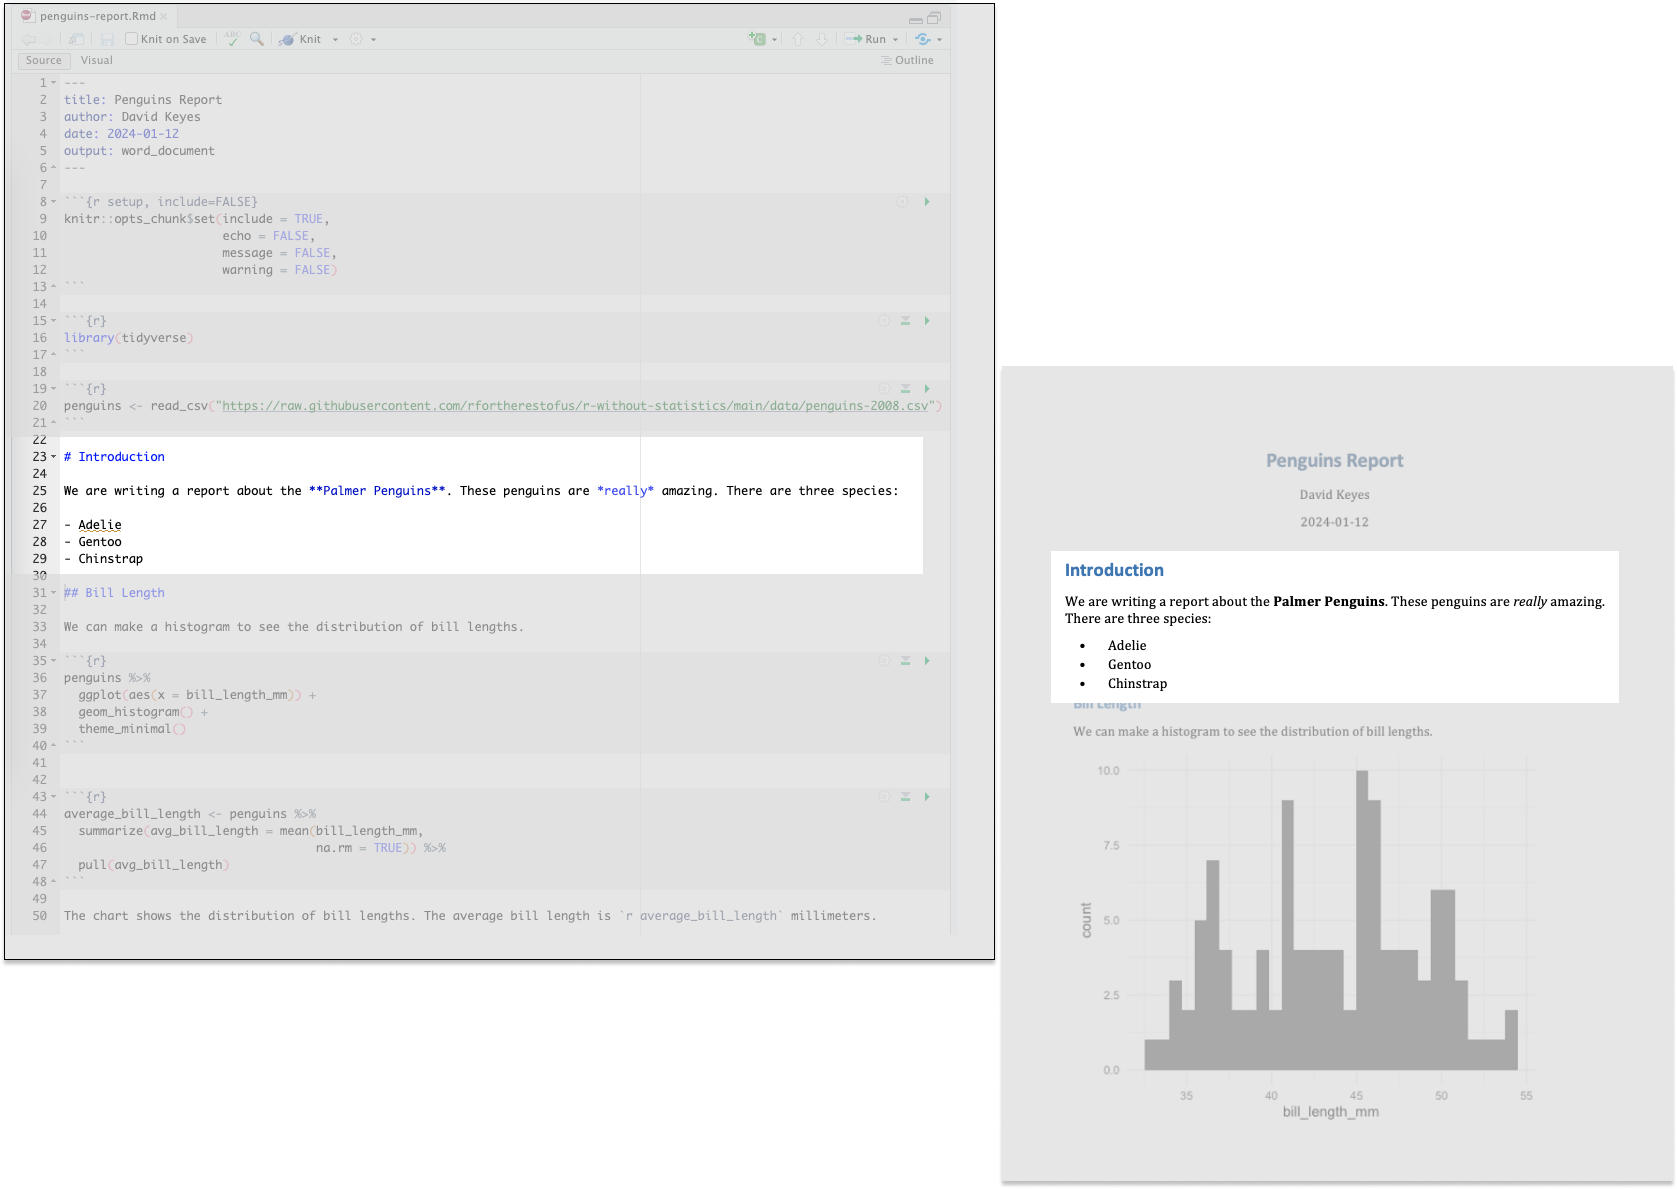 penguins-report.Rmd
Knit on Save
ABC
Knit
Run
Source
Visual
Outline
1 ---
2 title: Penguins Report
3 author: David Keyes
4 date: 2024-01-12
5 output: word_document
6 ---
7
8 ```{r setup, include=FALSE}
9 knitr::opts_chunk$set(include = TRUE,
10                       echo = FALSE,
11                       message = FALSE,
12                       warning = FALSE)
13 ```
14
15 ```{r}
16 library(tidyverse)
17 ```
18
19 ```{r}
20 penguins <- read_csv("https://raw.githubusercontent.com/rfortherestofus/r-without-statistics/main/data/penguins-2008.csv")
21 ```
22
23 # Introduction
24
25 We are writing a report about the **Palmer Penguins**. These penguins are *really* amazing. There are three species:
26
27 - Adelie
28 - Gentoo
29 - Chinstrap
30
31 ## Bill Length
32
33 We can make a histogram to see the distribution of bill lengths.
34
35 ```{r}
36 penguins %>%
37   ggplot(aes(x = bill_length_mm)) +
38   geom_histogram() +
39   theme_minimal()
40 ```
41
42
43 ```{r}
44 average_bill_length <- penguins %>%
45   summarize(avg_bill_length = mean(bill_length_mm,
46                                    na.rm = TRUE)) %>%
47   pull(avg_bill_length)
48 ```
49
50 The chart shows the distribution of bill lengths. The average bill length is `r average_bill_length` millimeters.
Penguins Report
David Keyes
2024-01-12
Introduction
We are writing a report about the Palmer Penguins. These penguins are really amazing.
There are three species:
• Adelie
• Gentoo
• Chinstrap
Bill Length
We can make a histogram to see the distribution of bill lengths.
10.0
7.5
5.0
2.5
0.0
count
35 40 45 50 55
bill_length_mm